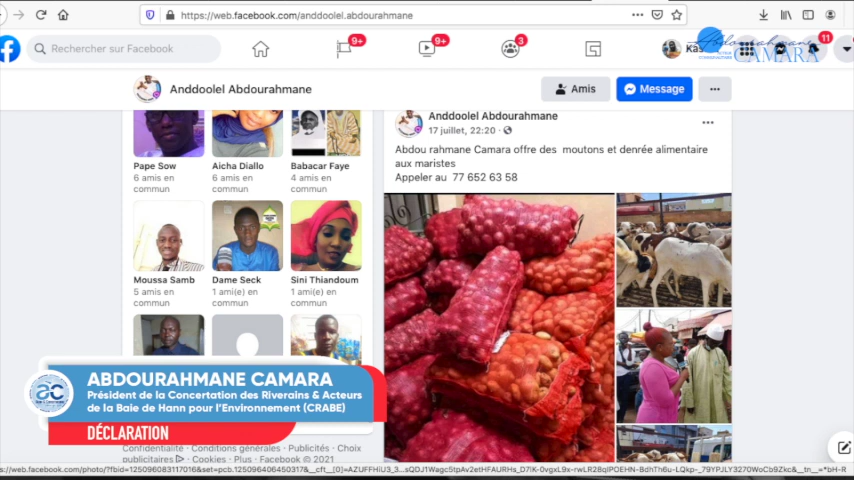 https://web.facebook.com/anddoolel.abdourahmane
Rechercher sur Facebook
9+
9+
3
11
Abdourahmane
CAMARA
Anddoolel Abdourahmane
Amis
Message
Pape Sow
6 amis en
commun
Aicha Diallo
6 amis en
commun
Babacar Faye
4 amis en
commun
Moussa Samb
5 amis en
commun
Dame Seck
1 ami(e) en
commun
Sini Thiandoum
1 ami(e) en
commun
Anddoolel Abdourahmane
17 juillet, 22:20
Abdou rahmane Camara offre des moutons et denrée alimentaire
aux maristes
Appeler au 77 652 63 58
ac
ABDOURAHMANE CAMARA
Président de la Concertation des Riverains & Acteurs
de la Baie de Hann pour l'Environnement (CRABE)
DÉCLARATION
Confidentialité · Conditions générales · Publicités · Choix
publicitaires · Cookies · Plus · Facebook © 2021